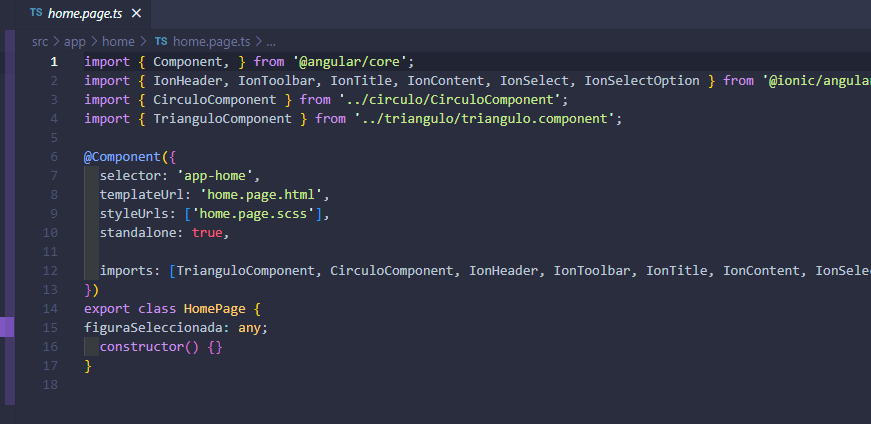 TS home.page.ts ×
src > app > home > TS home.page.ts > ...
1 import { Component, } from '@angular/core';
2 import { IonHeader, IonToolbar, IonTitle, IonContent, IonSelect, IonSelectOption } from '@ionic/angular
3 import { CirculoComponent } from '../circulo/CirculoComponent';
4 import { TrianguloComponent } from '../triangulo/triangulo.component';
5
6 @Component({
7 selector: 'app-home',
8 templateUrl: 'home.page.html',
9 styleUrls: ['home.page.scss'],
10 standalone: true,
11
12 imports: [TrianguloComponent, CirculoComponent, IonHeader, IonToolbar, IonTitle, IonContent, IonSele
13 })
14 export class HomePage {
15 figuraSeleccionada: any;
16 constructor() {}
17 }
18